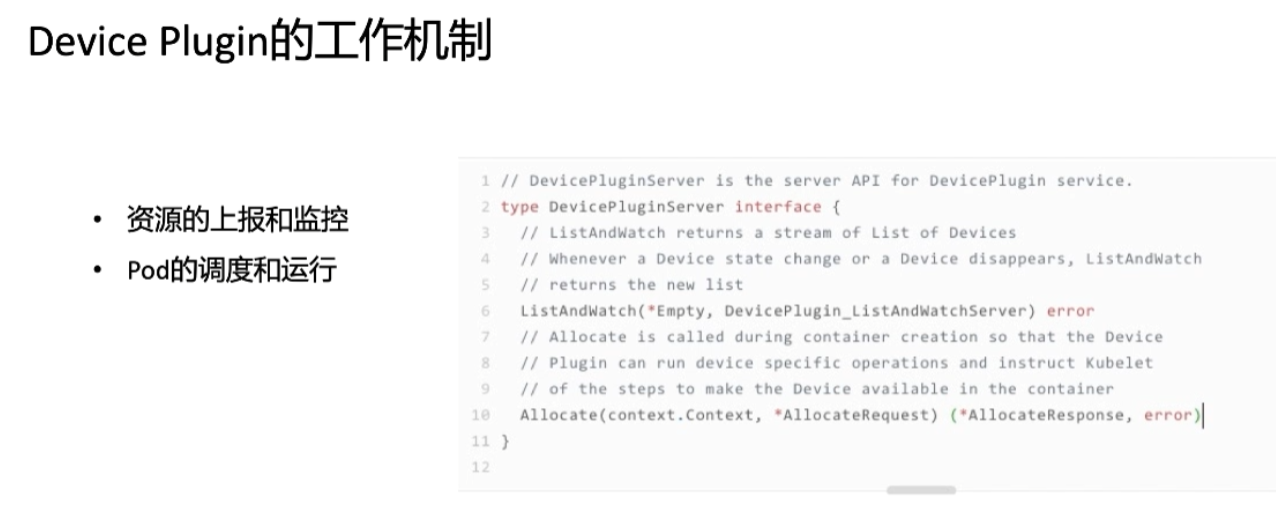 Device Plugin的工作机制
• 资源的上报和监控
• Pod的调度和运行
1 // DevicePluginServer is the server API for DevicePlugin service.
2 type DevicePluginServer interface {
3 // ListAndWatch returns a stream of List of Devices
4 // Whenever a Device state change or a Device disappears, ListAndWatch
5 // returns the new list
6 ListAndWatch(*Empty, DevicePlugin_ListAndWatchServer) error
7 // Allocate is called during container creation so that the Device
8 // Plugin can run device specific operations and instruct Kubelet
9 // of the steps to make the Device available in the container
10 Allocate(context.Context, *AllocateRequest) (*AllocateResponse, error)
11 }
12